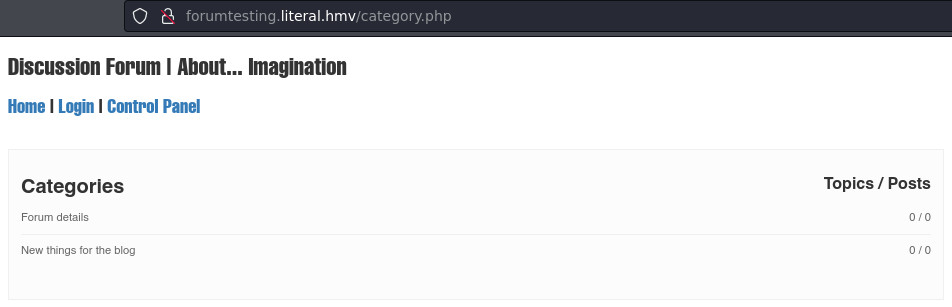 forumtesting.literal.hmv/category.php
Discussion Forum | About... Imagination
Home | Login | Control Panel
Categories Topics / Posts
Forum details 0 / 0
New things for the blog 0 / 0